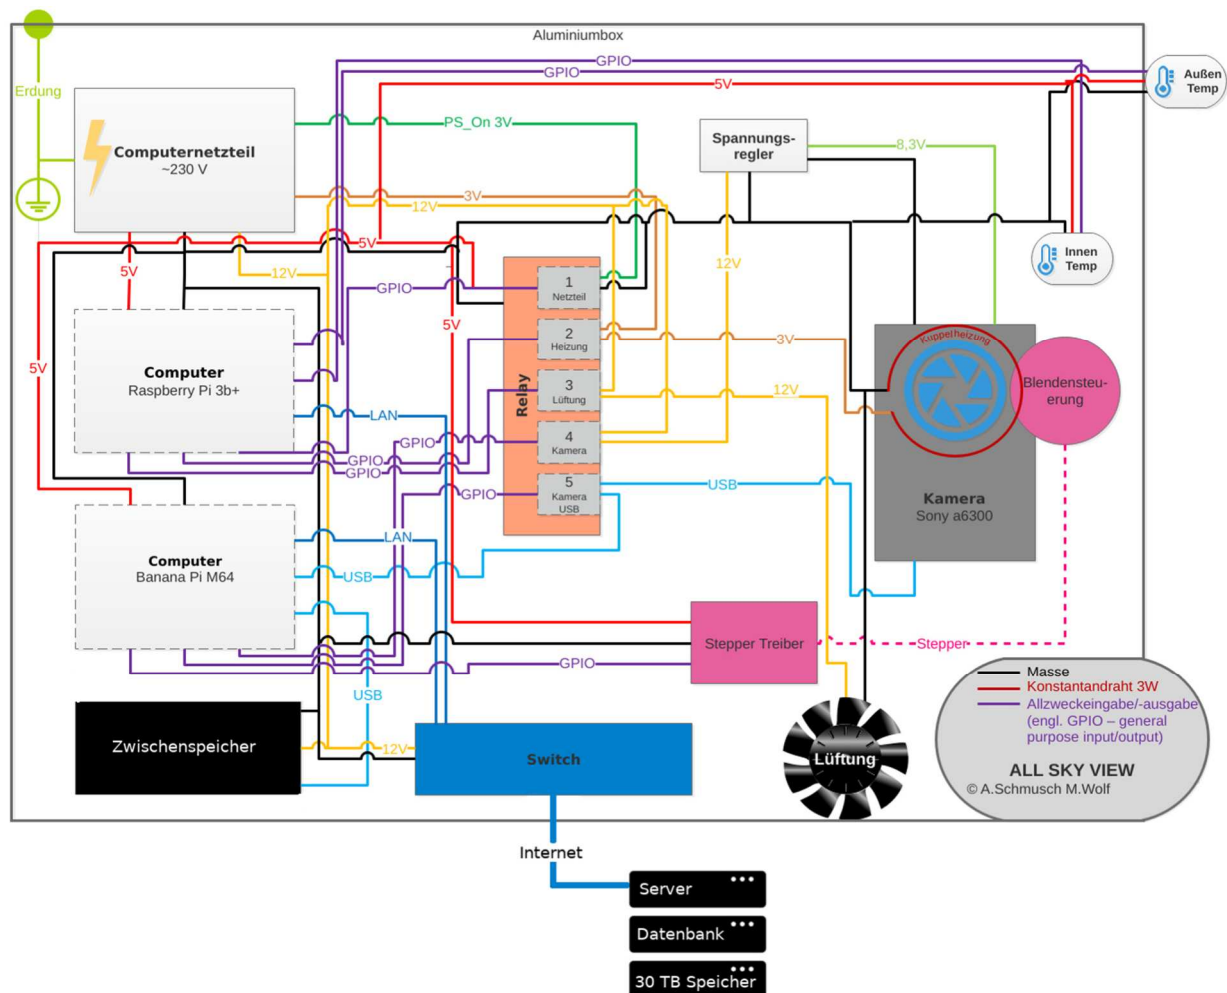 Aluminiumbox
GPIO
GPIO
5V
Außen
Temp
Erdung
Computernetzteil
~230 V
PS_On 3V
Spannungs-
regler
8,3V
3V
12V
5V
5V
12V
12V
Innen
Temp
GPIO
1
Netzteil
5V
2
Heizung
3V
Kuppelheizung
5V
Computer
Raspberry Pi 3b+
Relay
3
Lüftung
12V
Blendensteu-
erung
LAN
4
Kamera
GPIO
GPIO
GPIO
5
Kamera
USB
GPIO
USB
Kamera
Sony a6300
LAN
Computer
Banana Pi M64
USB
Stepper Treiber
Stepper
GPIO
USB
Masse
Konstantandraht 3W
Allzweckeingabe/-ausgabe
(engl. GPIO – general
purpose input/output)
ALL SKY VIEW
© A.Schmusch M.Wolf
Zwischenspeicher
12V
Switch
Lüftung
Internet
Server
Datenbank
30 TB Speicher